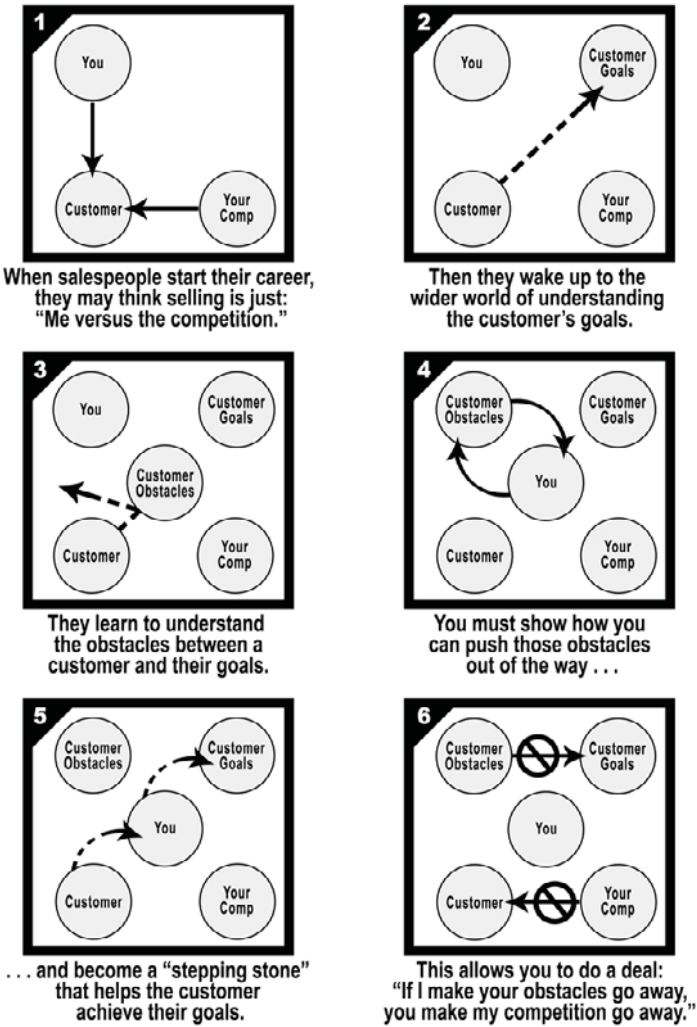 1
You
Customer
Your
Comp
When salespeople start their career,
they may think selling is just:
“Me versus the competition.”
2
You
Customer
Goals
Customer
Your
Comp
Then they wake up to the
wider world of understanding
the customer’s goals.
3
You
Customer
Goals
Customer
Obstacles
Customer
Your
Comp
They learn to understand
the obstacles between a
customer and their goals.
4
Customer
Obstacles
Customer
Goals
You
Customer
Your
Comp
You must show how you
can push those obstacles
out of the way . . .
5
Customer
Obstacles
Customer
Goals
You
Customer
Your
Comp
. . . and become a “stepping stone”
that helps the customer
achieve their goals.
6
Customer
Obstacles
Customer
Goals
You
Customer
Your
Comp
This allows you to do a deal:
“If I make your obstacles go away,
you make my competition go away.”